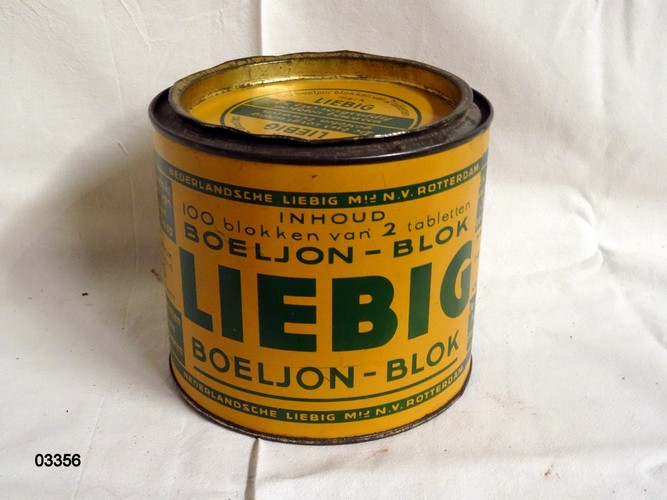 LIEBIG
LIEBIG
NEDERLANDSCHE LIEBIG Mij N.V. ROTTERDAM
INHOUD
100 blokken van 2 tabletten
BOELJON - BLOK
LIEBIG
BOELJON - BLOK
NEDERLANDSCHE LIEBIG Mij N.V. ROTTERDAM
03356